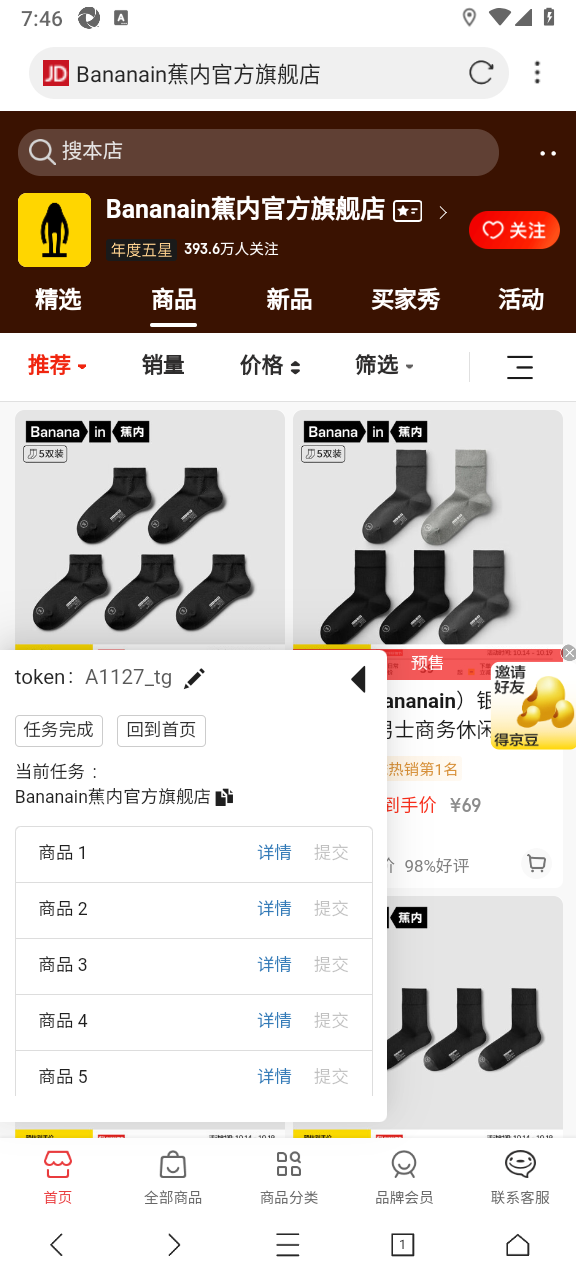 7:46
A
JD Bananain蕉内官方旗舰店
搜本店
Bananain蕉内官方旗舰店
年度五星 393.6万人关注
关注
精选 商品 新品 买家秀 活动
推荐 销量 价格 筛选
Banana in 蕉内
5双装
Banana in 蕉内
5双装
预售
邀请
好友
得京豆
ananain）银
男士商务休闲
热销第1名
到手价 ¥69
98%好评
蕉内
token： A1127_tg
任务完成 回到首页
当前任务：
Bananain蕉内官方旗舰店
商品 1 详情 提交
商品 2 详情 提交
商品 3 详情 提交
商品 4 详情 提交
商品 5 详情 提交
首页 全部商品 商品分类 品牌会员 联系客服
1